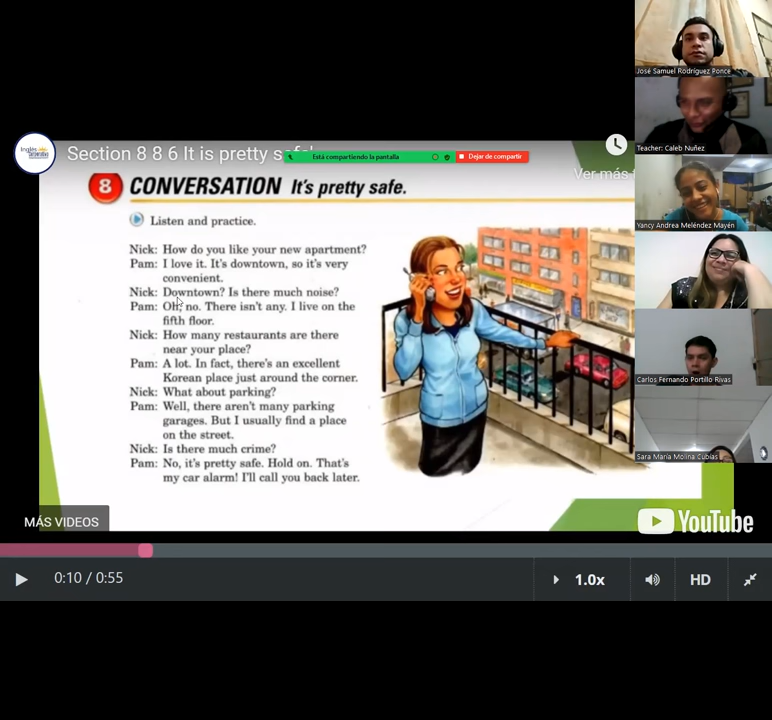 Section 8 8 6 It is pretty safe!
Está compartiendo la pantalla
Dejar de compartir
Ver más
8 CONVERSATION It's pretty safe.
Listen and practice.
Nick: How do you like your new apartment?
Pam: I love it. It's downtown, so it's very
convenient.
Nick: Downtown? Is there much noise?
Pam: Oh, no. There isn't any. I live on the
fifth floor.
Nick: How many restaurants are there
near your place?
Pam: A lot. In fact, there's an excellent
Korean place just around the corner.
Nick: What about parking?
Pam: Well, there aren't many parking
garages. But I usually find a place
on the street.
Nick: Is there much crime?
Pam: No, it's pretty safe. Hold on. That's
my car alarm! I'll call you back later.
MÁS VIDEOS
YouTube
0:10 / 0:55
1.0x
HD
José Samuel Rodríguez Ponce
Teacher: Caleb Nuñez
Yancy Andrea Meléndez Mayén
Carlos Fernando Portillo Rivas
Sara María Molina Cubías